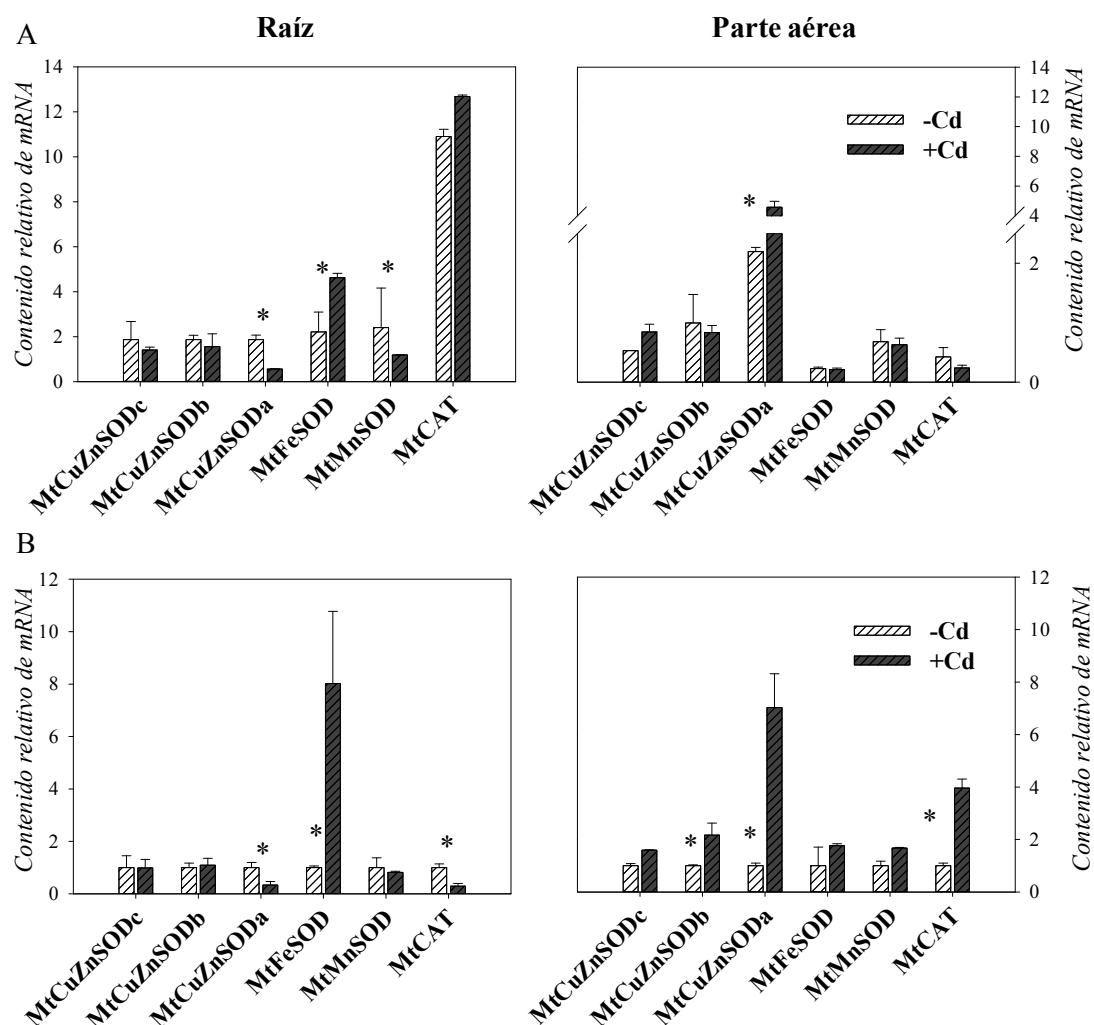 A
Raíz
Parte aérea
Contenido relativo de mRNA
14
12
10
8
6
4
2
0
*
*
*
MtCuZnSODc
MtCuZnSODb
MtCuZnSODa
MtFeSOD
MtMnSOD
MtCAT
-Cd
+Cd
*
14
12
10
8
6
4
2
0
Contenido relativo de mRNA
MtCuZnSODc
MtCuZnSODb
MtCuZnSODa
MtFeSOD
MtMnSOD
MtCAT
B
Contenido relativo de mRNA
12
10
8
6
4
2
0
*
*
*
MtCuZnSODc
MtCuZnSODb
MtCuZnSODa
MtFeSOD
MtMnSOD
MtCAT
-Cd
+Cd
*
*
*
12
10
8
6
4
2
0
Contenido relativo de mRNA
MtCuZnSODc
MtCuZnSODb
MtCuZnSODa
MtFeSOD
MtMnSOD
MtCAT